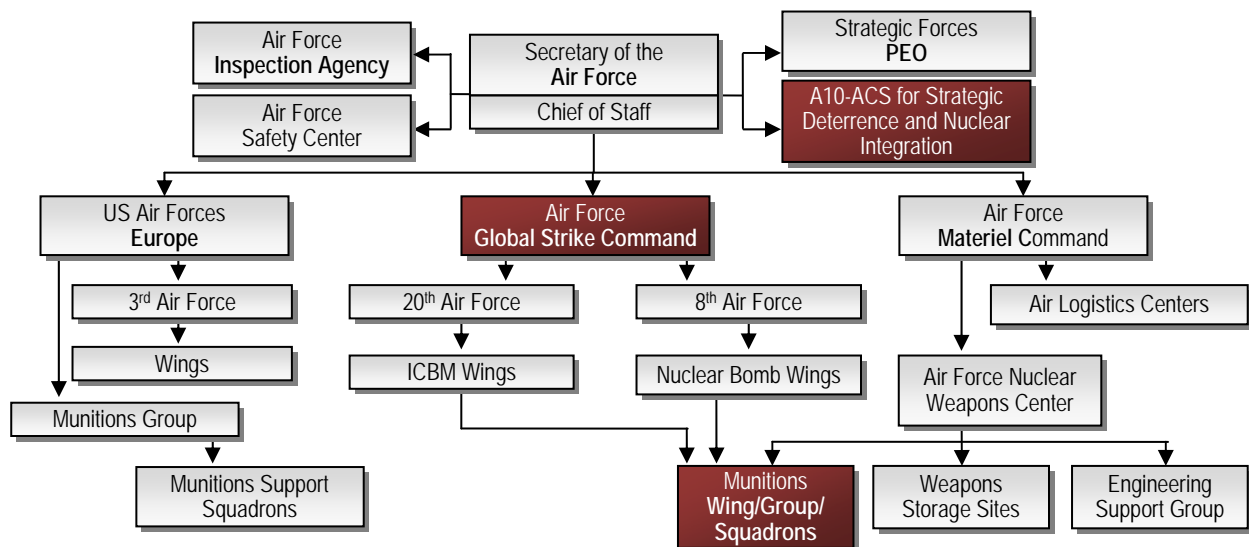 Air Force
Inspection Agency
Secretary of the
Air Force
Chief of Staff
Strategic Forces
PEO
Air Force
Safety Center
A10-ACS for Strategic
Deterrence and Nuclear
Integration
US Air Forces
Europe
Air Force
Global Strike Command
Air Force
Materiel Command
3rd Air Force
20th Air Force
8th Air Force
Air Logistics Centers
Wings
ICBM Wings
Nuclear Bomb Wings
Air Force Nuclear
Weapons Center
Munitions Group
Munitions Support
Squadrons
Munitions
Wing/Group/
Squadrons
Weapons
Storage Sites
Engineering
Support Group